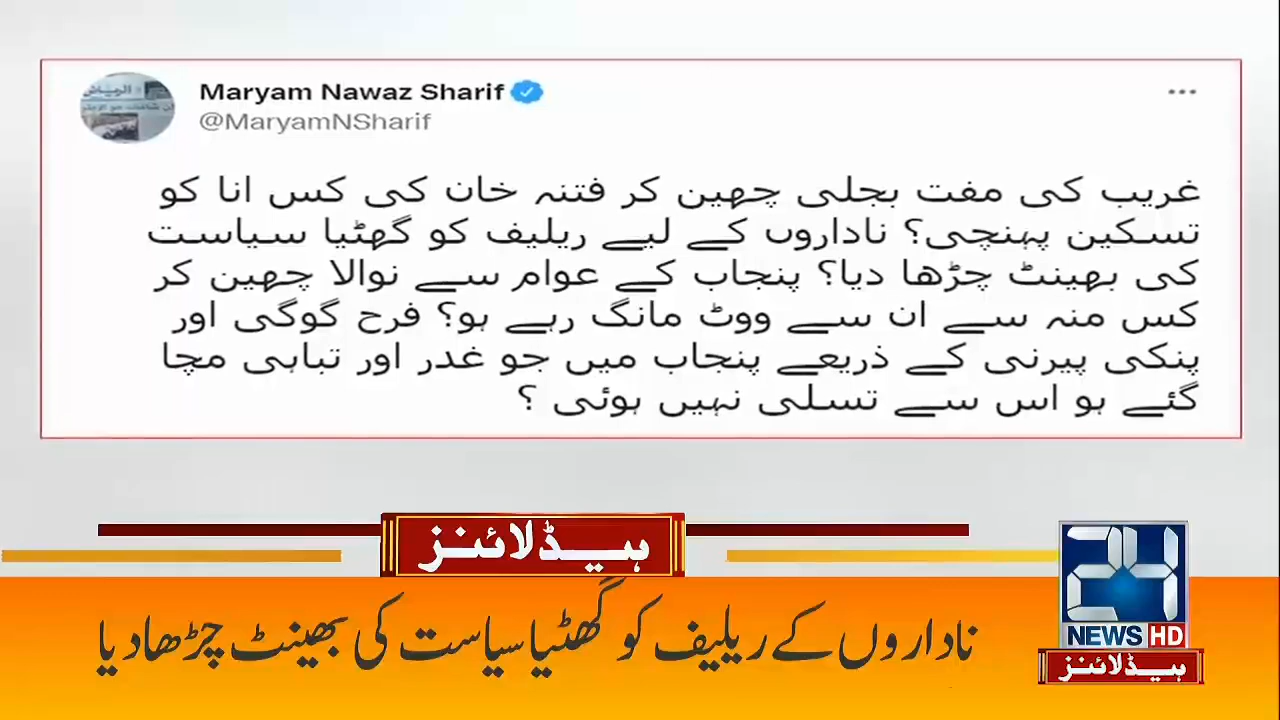 Maryam Nawaz Sharif
@MaryamNSharif
غریب کی مفت بجلی چھین کر فتنہ خان کی کس انا کو
تسکین پہنچی؟ ناداروں کے لیے ریلیف کو گھٹیا سیاست
کی بھینٹ چڑھا دیا؟ پنجاب کے عوام سے نوالا چھین کر
کس منہ سے ان سے ووٹ مانگ رہے ہو؟ فرح گوگی اور
پنکی پیرنی کے ذریعے پنجاب میں جو غدر اور تباہی مچا
گئے ہو اس سے تسلی نہیں ہوئی ؟
ہیڈلائنز
ناداروں کے ریلیف کو گھٹیا سیاست کی بھینٹ چڑھا دیا
24
NEWS HD
ہیڈلائنز